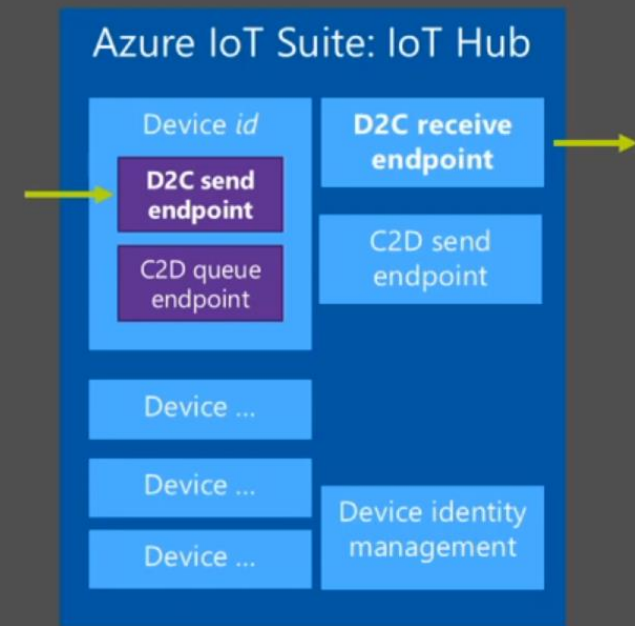 Azure IoT Suite: IoT Hub
Device id
D2C send
endpoint
C2D queue
endpoint
Device ...
Device ...
Device ...
D2C receive
endpoint
C2D send
endpoint
Device identity
management